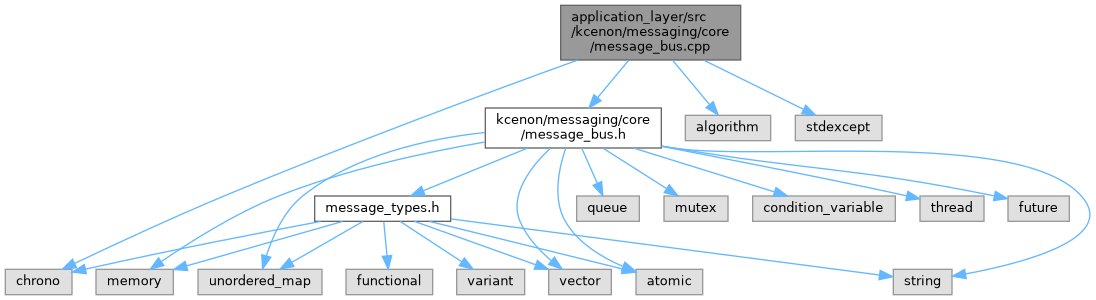 application_layer/src
/kcenon/messaging/core
/message_bus.cpp
kcenon/messaging/core
/message_bus.h
algorithm
stdexcept
message_types.h
queue
mutex
condition_variable
thread
future
chrono
memory
unordered_map
functional
variant
vector
atomic
string